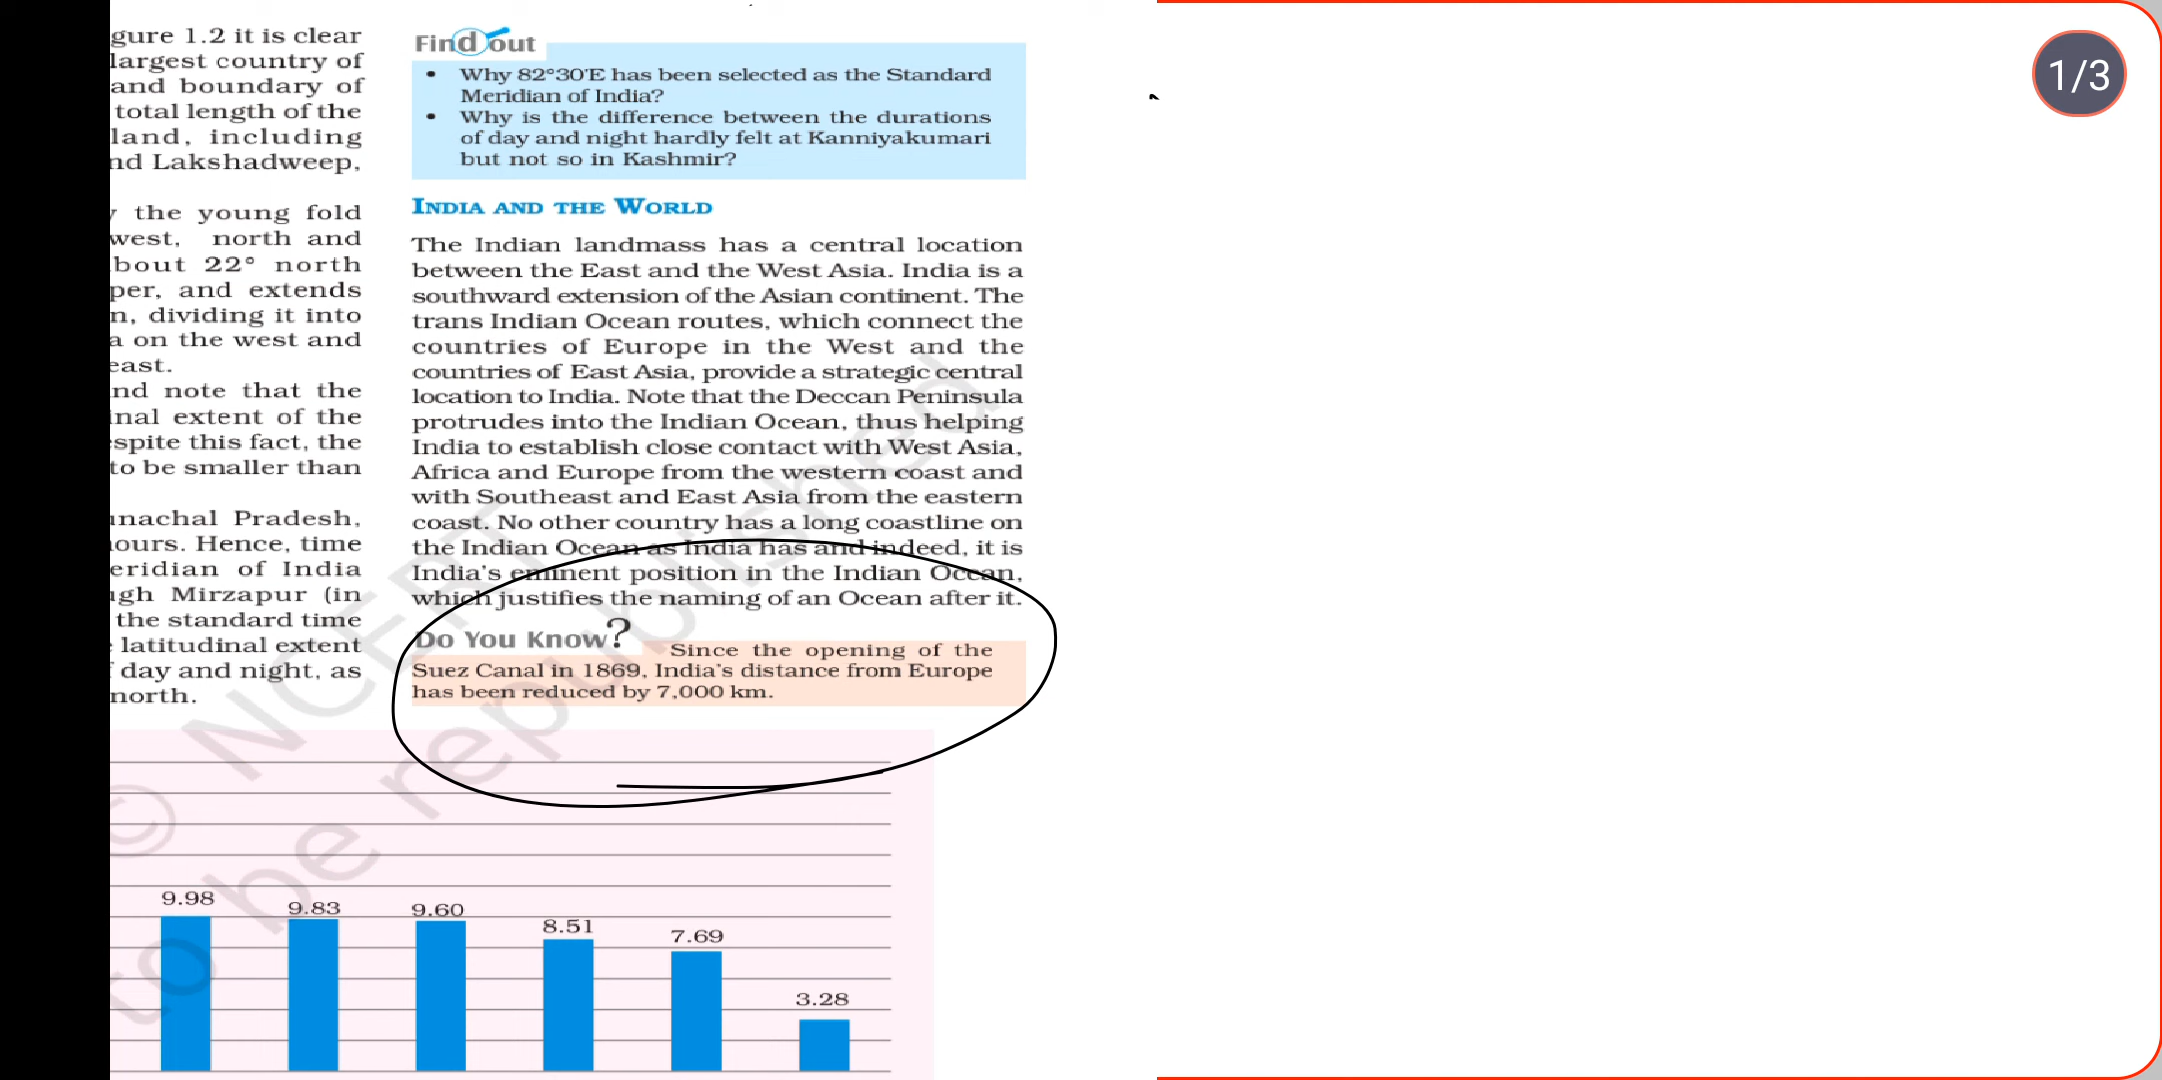 gure 1.2 it is clear
largest country of
and boundary of
total length of the
land, including
nd Lakshadweep,
the young fold
west, north and
bout 22° north
per, and extends
n, dividing it into
a on the west and
east.
nd note that the
inal extent of the
spite this fact, the
to be smaller than
unachal Pradesh,
ours. Hence, time
eridian of India
gh Mirzapur (in
the standard time
latitudinal extent
day and night, as
north.
Find out
• Why 82°30'E has been selected as the Standard
Meridian of India?
• Why is the difference between the durations
of day and night hardly felt at Kanniyakumari
but not so in Kashmir?
INDIA AND THE WORLD
The Indian landmass has a central location
between the East and the West Asia. India is a
southward extension of the Asian continent. The
trans Indian Ocean routes, which connect the
countries of Europe in the West and the
countries of East Asia, provide a strategic central
location to India. Note that the Deccan Peninsula
protrudes into the Indian Ocean, thus helping
India to establish close contact with West Asia,
Africa and Europe from the western coast and
with Southeast and East Asia from the eastern
coast. No other country has a long coastline on
the Indian Ocean as India has and indeed, it is
India's eminent position in the Indian Ocean,
which justifies the naming of an Ocean after it.
Do You Know?
Since the opening of the
Suez Canal in 1869, India's distance from Europe
has been reduced by 7,000 km.
9.98
9.83
9.60
8.51
7.69
3.28
© NCERT
to be republished
1/3